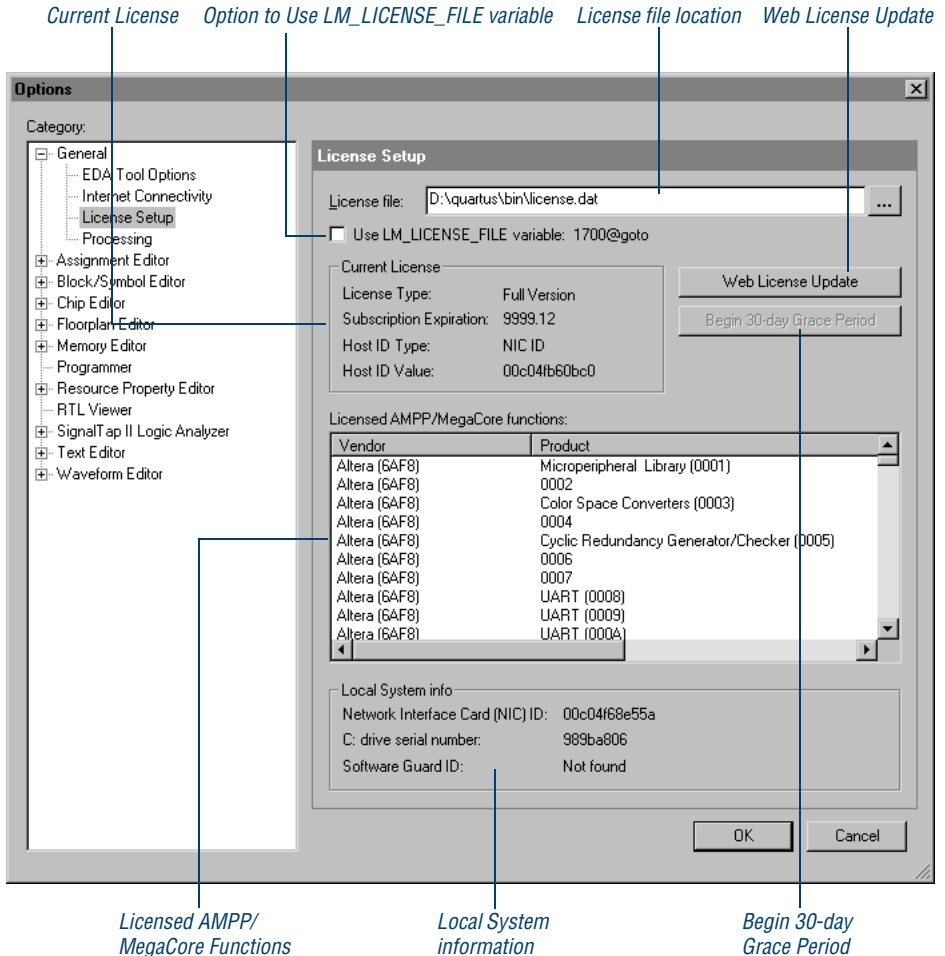 Current License Option to Use LM_LICENSE_FILE variable License file location Web License Update
Options
Category:
General
EDA Tool Options
Internet Connectivity
License Setup
Processing
Assignment Editor
Block/Symbol Editor
Chip Editor
Floorplan Editor
Memory Editor
Programmer
Resource Property Editor
RTL Viewer
SignalTap II Logic Analyzer
Text Editor
Waveform Editor
License Setup
License file: D:\quartus\bin\license.dat ...
Use LM_LICENSE_FILE variable: 1700@goto
Current License
License Type: Full Version
Subscription Expiration: 9999.12
Host ID Type: NIC ID
Host ID Value: 00c04fb60bc0
Web License Update
Begin 30-day Grace Period
Licensed AMPP/MegaCore functions:
Vendor Product
Altera (6AF8) Microperipheral Library (0001)
Altera (6AF8) 0002
Altera (6AF8) Color Space Converters (0003)
Altera (6AF8) 0004
Altera (6AF8) Cyclic Redundancy Generator/Checker (0005)
Altera (6AF8) 0006
Altera (6AF8) 0007
Altera (6AF8) UART (0008)
Altera (6AF8) UART (0009)
Altera (6AF8) UART (000A)
Local System info
Network Interface Card (NIC) ID: 00c04f68e55a
C: drive serial number: 989ba806
Software Guard ID: Not found
OK Cancel
Licensed AMPP/
MegaCore Functions
Local System
information
Begin 30-day
Grace Period